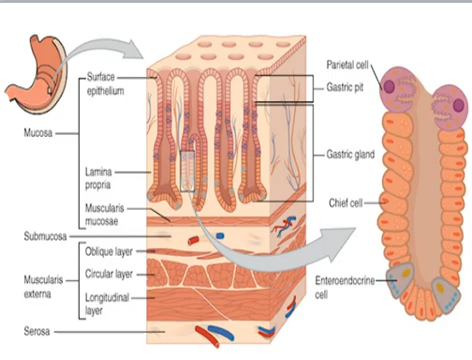 Surface
epithelium
Mucosa
Lamina
propria
Muscularis
mucosae
Submucosa
Oblique layer
Muscularis
externa
Circular layer
Longitudinal
layer
Serosa
Parietal cell
Gastric pit
Gastric gland
Chief cell
Enteroendocrine
cell